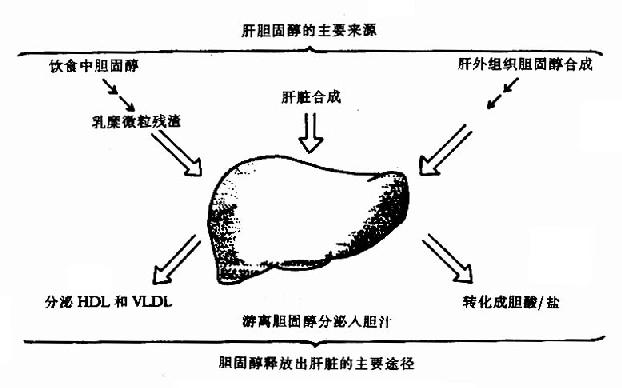 肝胆固醇的主要来源
饮食中胆固醇
肝外组织胆固醇合成
肝脏合成
乳糜微粒残渣
分泌 HDL 和 VLDL
转化成胆酸/盐
游离胆固醇分泌入胆汁
胆固醇释放出肝脏的主要途径